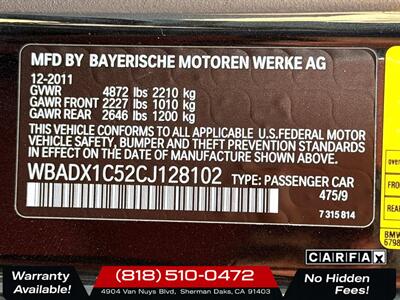 MFD BY BAYERISCHE MOTOREN WERKE AG
12-2011
GVWR 4872 lbs 2210 kg
GAWR FRONT 2227 lbs 1010 kg
GAWR REAR 2646 lbs 1200 kg
THIS VEHICLE CONFORMS TO ALL
APPLICABLE U.S. FEDERAL MOTOR
VEHICLE SAFETY, BUMPER AND THEFT
PREVENTION STANDARDS IN EFFECT
ON THE DATE OF MANUFACTURE
SHOWN ABOVE.
WBADX1C52CJ128102 TYPE: PASSENGER CAR
475/9
7 315 814
BMW
6798
CARFAX
Warranty
Available!
(818) 510-0472
4904 Van Nuys Blvd, Sherman Oaks, CA 91403
No Hidden
Fees!